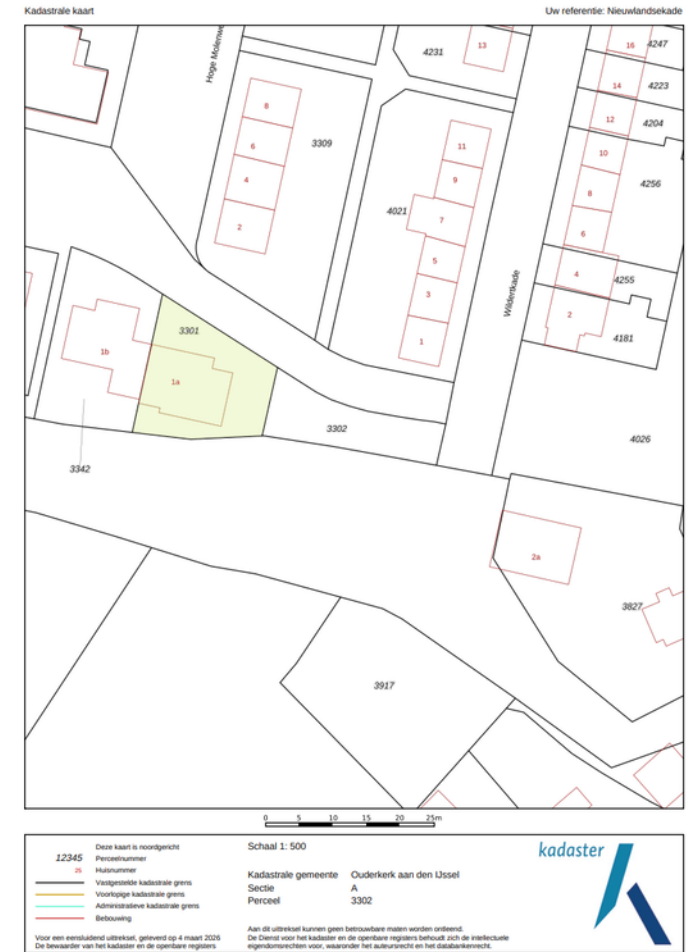 Kadastrale kaart
Uw referentie: Nieuwlandsekade
Hoge Molenwe
13
4231
16
4247
14
4223
12
4204
8
6
3309
4
2
11
9
4021
7
5
3
1
10
8
4256
6
4
4255
2
4181
Wildertkade
3301
1b
1a
3302
3342
4026
2a
3827
3917
0 5 10 15 20 25m
Deze kaart is noordgericht
12345 Perceelnummer
25 Huisnummer
Vastgestelde kadastrale grens
Voorlopige kadastrale grens
Administratieve kadastrale grens
Bebouwing
Voor een eensluidend uittreksel, geleverd op 4 maart 2026
De bewaarder van het kadaster en de openbare registers
Schaal 1: 500
Kadastrale gemeente Ouderkerk aan den IJssel
Sectie A
Perceel 3302
Aan dit uittreksel kunnen geen betrouwbare maten worden ontleend.
De Dienst voor het kadaster en de openbare registers behoudt zich de intellectuele
eigendomsrechten voor, waaronder het auteursrecht en het databankenrecht.
kadaster